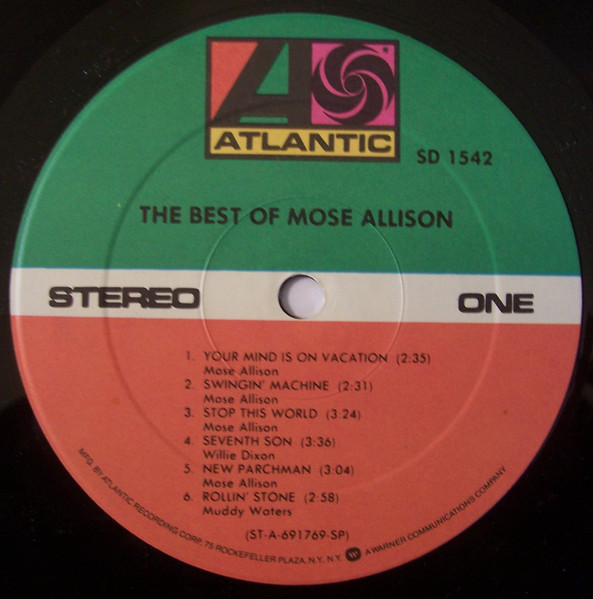 ATLANTIC
SD 1542
THE BEST OF MOSE ALLISON
STEREO
ONE
1. YOUR MIND IS ON VACATION (2:35)
Mose Allison
2. SWINGIN' MACHINE (2:31)
Mose Allison
3. STOP THIS WORLD (3:24)
Mose Allison
4. SEVENTH SON (3:36)
Willie Dixon
5. NEW PARCHMAN (3:04)
Mose Allison
6. ROLLIN' STONE (2:58)
Muddy Waters
(ST-A-691769-SP)
MFG. BY ATLANTIC RECORDING CORP., 75 ROCKEFELLER PLAZA, N.Y., N.Y. W A WARNER COMMUNICATIONS COMPANY